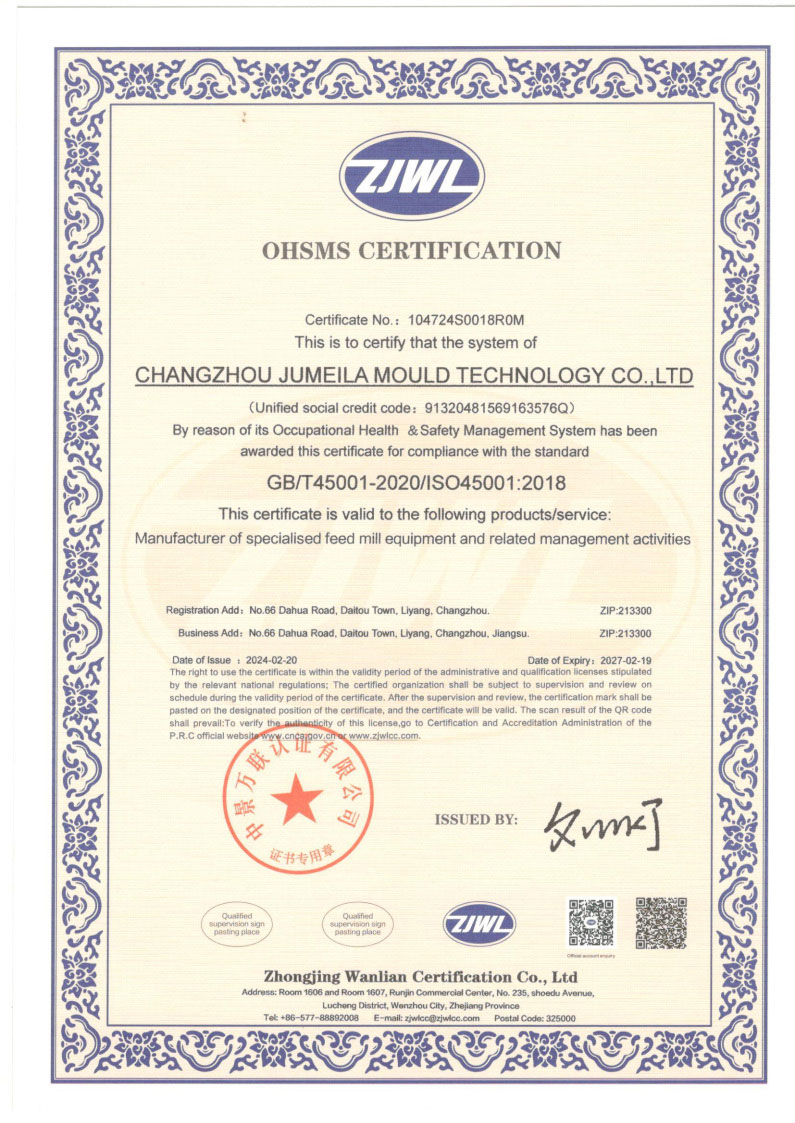 ZJWL
OHSMS CERTIFICATION
Certificate No.: 104724S0018R0M
This is to certify that the system of
CHANGZHOU JUMEILA MOULD TECHNOLOGY CO.,LTD
(Unified social credit code: 91320481569163576Q)
By reason of its Occupational Health &Safety Management System has been
awarded this certificate for compliance with the standard
GB/T45001-2020/ISO45001:2018
This certificate is valid to the following products/service:
Manufacturer of specialised feed mill equipment and related management activities
Registration Add: No.66 Dahua Road, Daitou Town, Liyang, Changzhou. ZIP:213300
Business Add: No.66 Dahua Road, Daitou Town, Liyang, Changzhou, Jiangsu. ZIP:213300
Date of Issue : 2024-02-20 Date of Expiry: 2027-02-19
The right to use the certificate is within the validity period of the administrative and qualification licenses stipulated
by the relevant national regulations; The certified organization shall be subject to supervision and review on
schedule during the validity period of the certificate. After the supervision and review, the certification mark shall be
pasted on the designated position of the certificate, and the certificate will be valid. The scan result of the QR code
shall prevail:To verify the authenticity of this license,go to Certification and Accreditation Administration of the
P.R.C official website www.cnca.gov.cn or www.zjwlcc.com.
中景万联认证有限公司
证书专用章
ISSUED BY:
Qualified
supervision sign
pasting place
Qualified
supervision sign
pasting place
ZJWL
Official account enquiry
Zhongjing Wanlian Certification Co., Ltd
Address: Room 1606 and Room 1607, Runjin Commercial Center, No. 235, shoedu Avenue,
Lucheng District, Wenzhou City, Zhejiang Province
Tel: +86-577-88892008 E-mail: zjwlcc@zjwlcc.com Postal Code: 325000